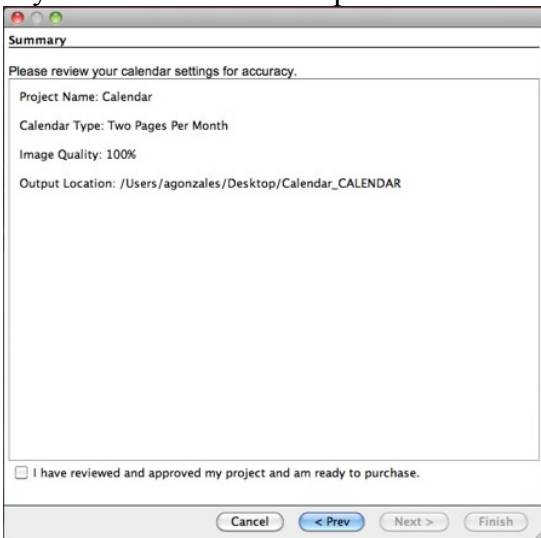 Summary
Please review your calendar settings for accuracy.
Project Name: Calendar
Calendar Type: Two Pages Per Month
Image Quality: 100%
Output Location: /Users/agonzales/Desktop/Calendar_CALENDAR
I have reviewed and approved my project and am ready to purchase.
Cancel < Prev Next > Finish